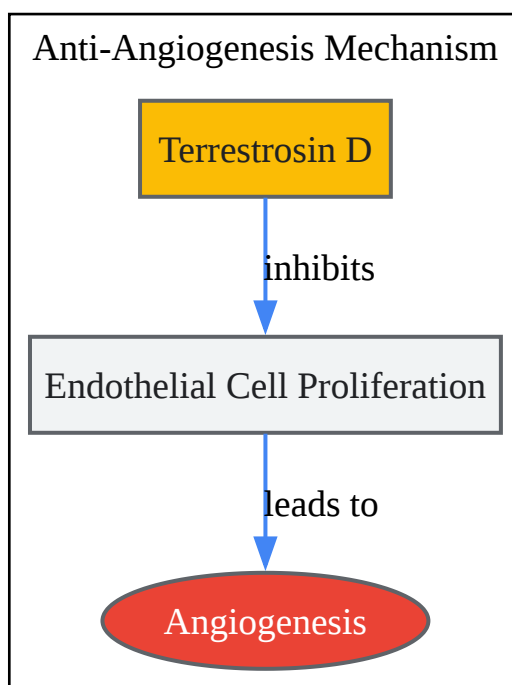 Anti-Angiogenesis Mechanism
Terrestrosin D
inhibits
Endothelial Cell Proliferation
leads to
Angiogenesis